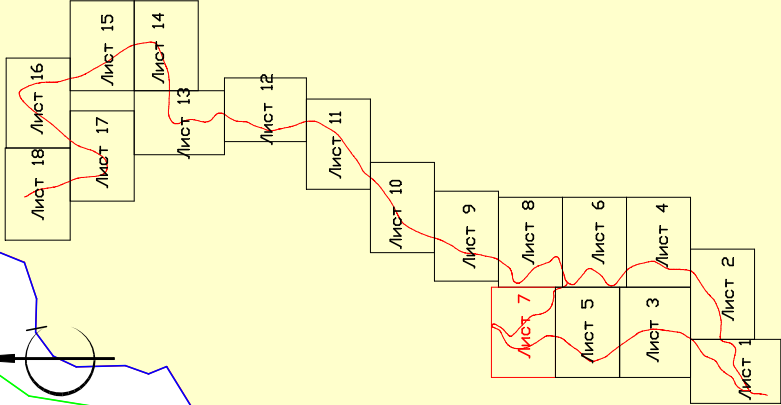 Лист 15
Лист 14
Лист 16
Лист 13
Лист 12
Лист 11
Лист 17
Лист 18
Лист 10
Лист 9
Лист 8
Лист 6
Лист 4
Лист 2
Лист 7
Лист 5
Лист 3
Лист 1